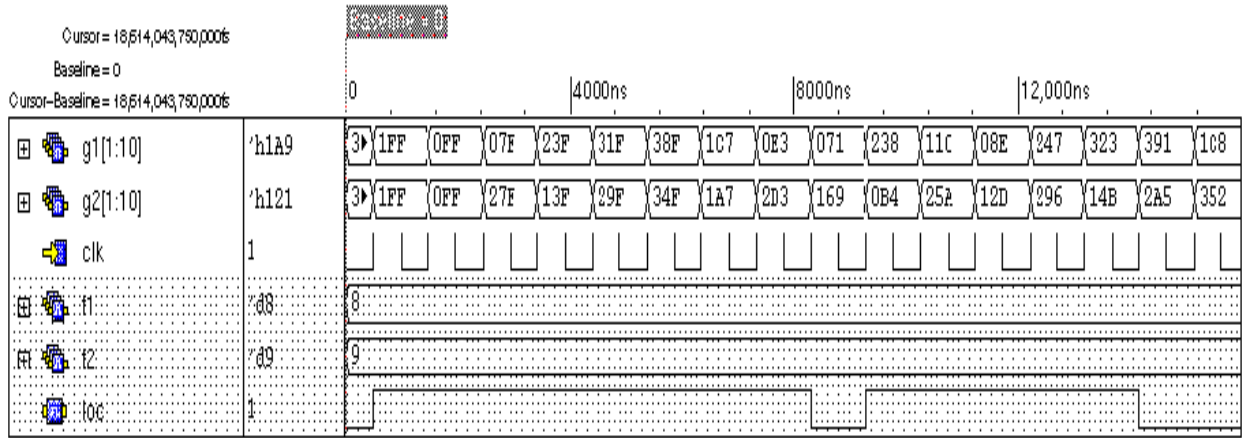 Baseline = 0
Cursor = 18,514,043,750,000fs
Baseline = 0
Cursor-Baseline = 18,514,043,750,000fs
0 4000ns 8000ns 12,000ns
g1[1:10] 'h1A9 3 1FF 0FF 07F 23F 31F 38F 1C7 0E3 071 238 11C 08E 247 323 391 1C8
g2[1:10] 'h121 3 1FF 0FF 27F 13F 29F 34F 1A7 2D3 169 0B4 25A 12D 296 14B 2A5 352
clk 1
f1 'd8 8
f2 'd9 9
loc 1